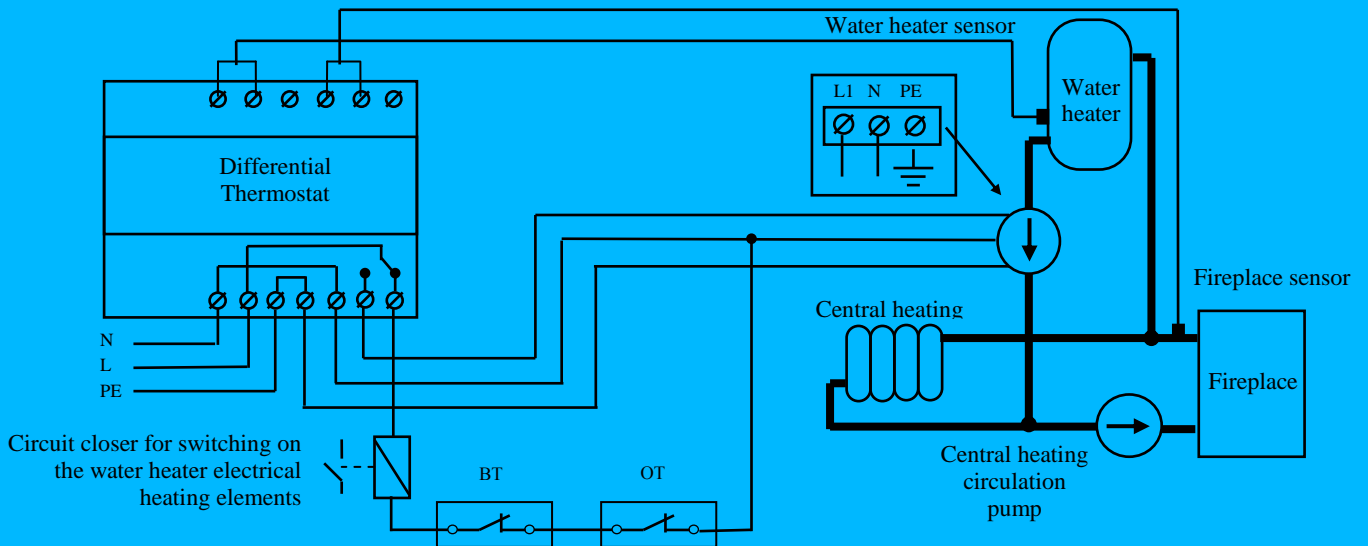 Water heater sensor
Water
heater
L1 N PE
Differential
Thermostat
Fireplace sensor
Central heating
N
L
PE
Fireplace
Circuit closer for switching on
the water heater electrical
heating elements
BT
OT
Central heating
circulation
pump